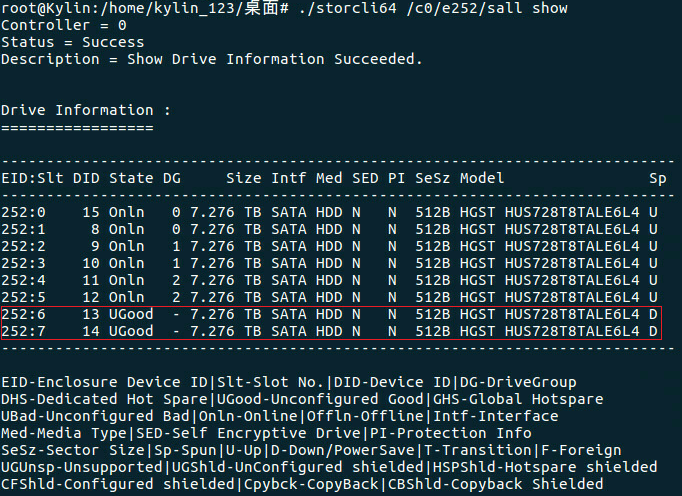 root@Kylin:/home/kylin_123/桌面# ./storcli64 /c0/e252/sall show
Controller = 0
Status = Success
Description = Show Drive Information Succeeded.
Drive Information :
=================
--------------------------------------------------------------------------
EID:Slt DID State DG     Size Intf Med SED PI SeSz Model                Sp
--------------------------------------------------------------------------
252:0    15 Onln   0 7.276 TB SATA HDD N   N  512B HGST HUS728T8TALE6L4 U
252:1     8 Onln   0 7.276 TB SATA HDD N   N  512B HGST HUS728T8TALE6L4 U
252:2     9 Onln   1 7.276 TB SATA HDD N   N  512B HGST HUS728T8TALE6L4 U
252:3    10 Onln   1 7.276 TB SATA HDD N   N  512B HGST HUS728T8TALE6L4 U
252:4    11 Onln   2 7.276 TB SATA HDD N   N  512B HGST HUS728T8TALE6L4 U
252:5    12 Onln   2 7.276 TB SATA HDD N   N  512B HGST HUS728T8TALE6L4 U
252:6    13 UGood  - 7.276 TB SATA HDD N   N  512B HGST HUS728T8TALE6L4 D
252:7    14 UGood  - 7.276 TB SATA HDD N   N  512B HGST HUS728T8TALE6L4 D
--------------------------------------------------------------------------
EID-Enclosure Device ID|Slt-Slot No.|DID-Device ID|DG-DriveGroup
DHS-Dedicated Hot Spare|UGood-Unconfigured Good|GHS-Global Hotspare
UBad-Unconfigured Bad|Onln-Online|Offln-Offline|Intf-Interface
Med-Media Type|SED-Self Encryptive Drive|PI-Protection Info
SeSz-Sector Size|Sp-Spun|U-Up|D-Down/PowerSave|T-Transition|F-Foreign
UGUnsp-Unsupported|UGShld-UnConfigured shielded|HSPShld-Hotspare shielded
CFShld-Configured shielded|Cpybck-CopyBack|CBShld-Copyback Shielded